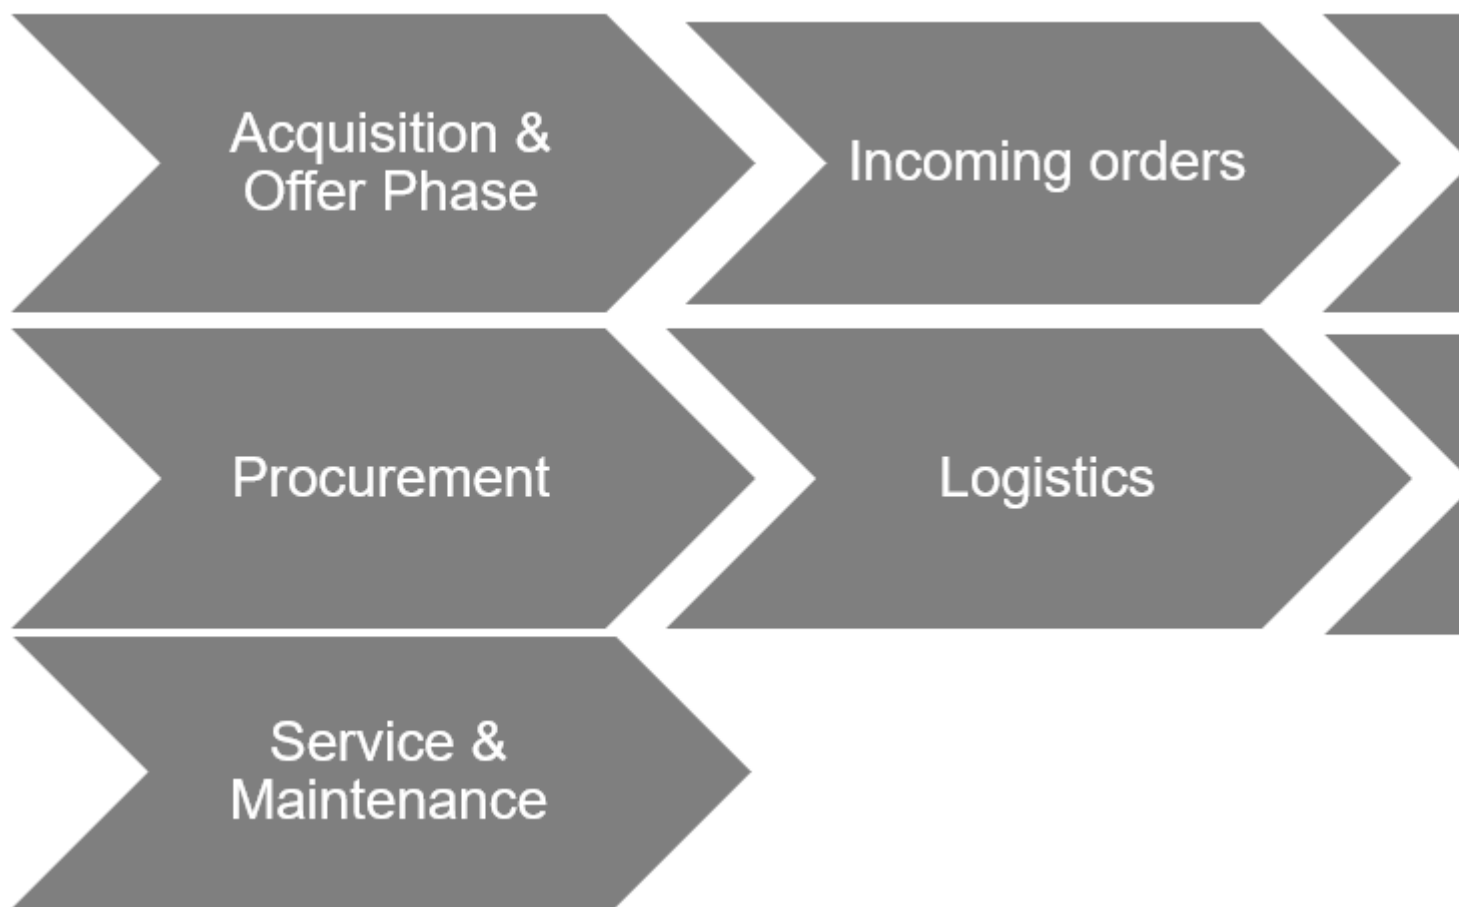 Acquisition &
Offer Phase
Incoming orders
Procurement
Logistics
Service &
Maintenance